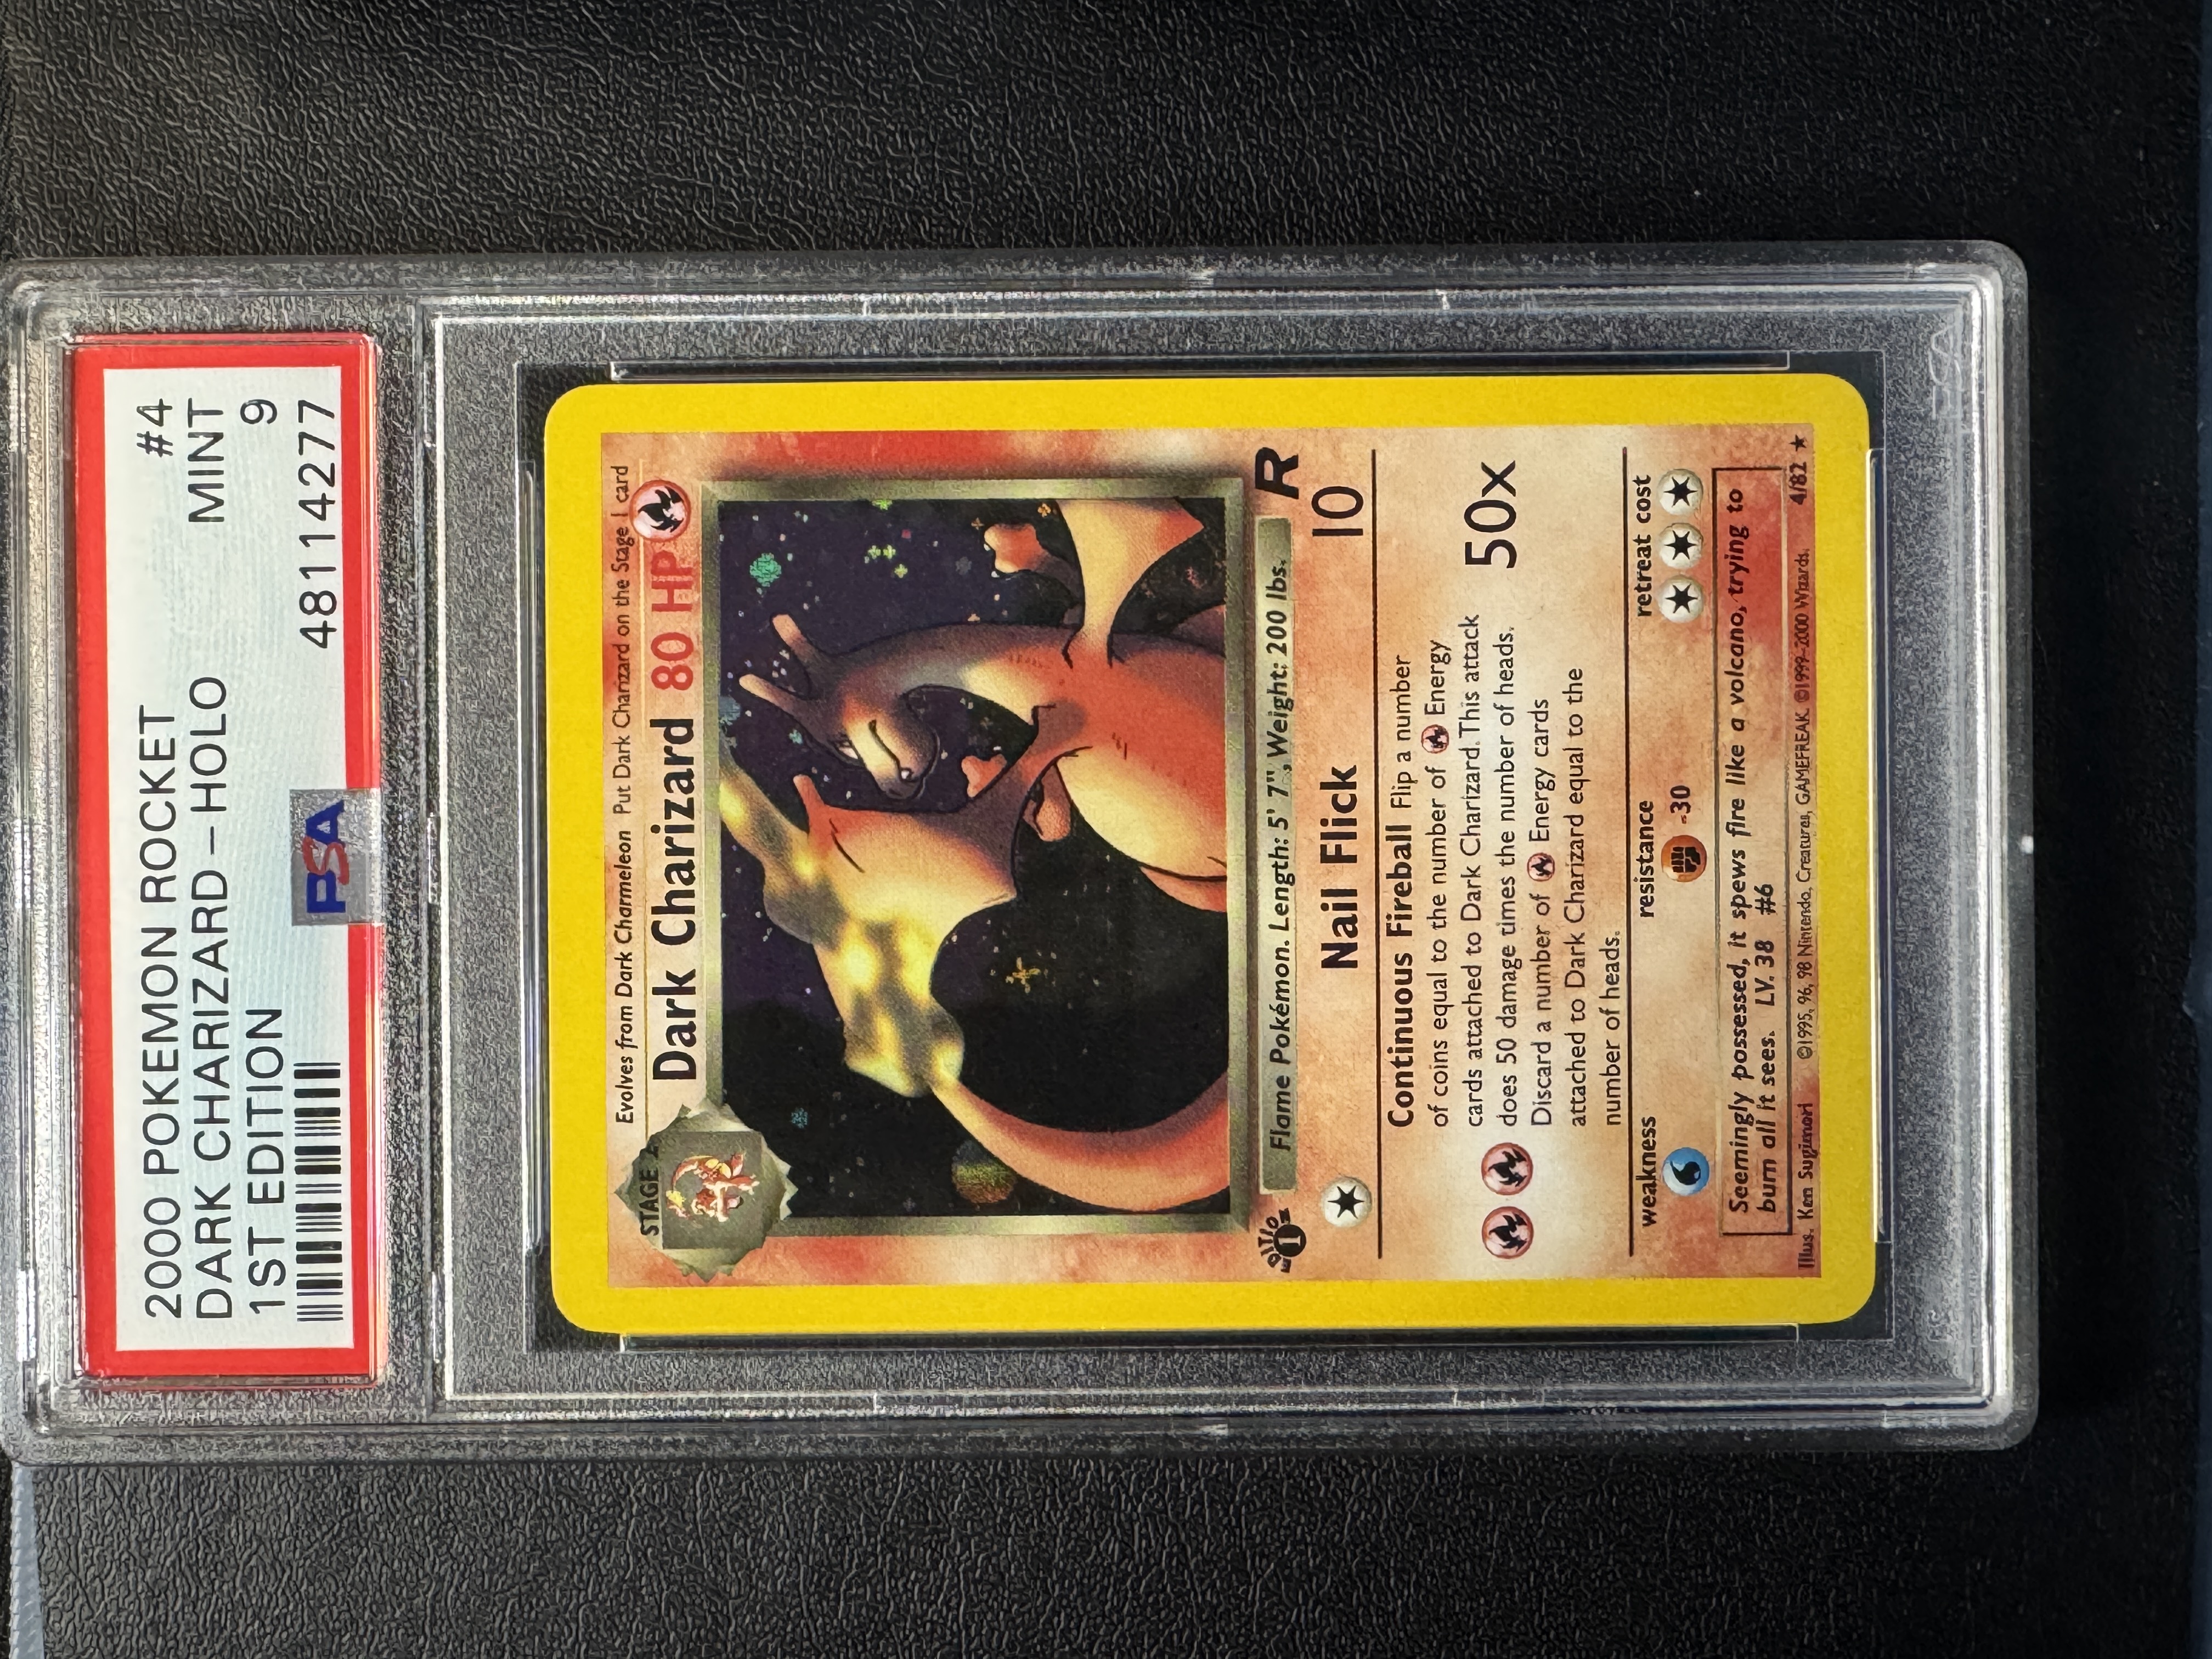 2000 POKEMON ROCKET #4
DARK CHARIZARD-HOLO MINT
1ST EDITION 9
PSA 48114277
Evolves from Dark Charmeleon Put Dark Charizard on the Stage 1 card
STAGE 2
Dark Charizard 80 HP
Flame Pokémon. Length: 5' 7", Weight: 200 lbs.
EDITION
1
R
Nail Flick 10
Continuous Fireball Flip a number
of coins equal to the number of Energy
cards attached to Dark Charizard. This attack
does 50 damage times the number of heads.
Discard a number of Energy cards
attached to Dark Charizard equal to the
number of heads.
50x
weakness resistance retreat cost
-30
Seemingly possessed, it spews fire like a volcano, trying to
burn all it sees. LV. 38 #6
Illus. Ken Sugimori ©1995, 96, 98 Nintendo, Creatures, GAMEFREAK. ©1999-2000 Wizards. 4/82 ★
PSA